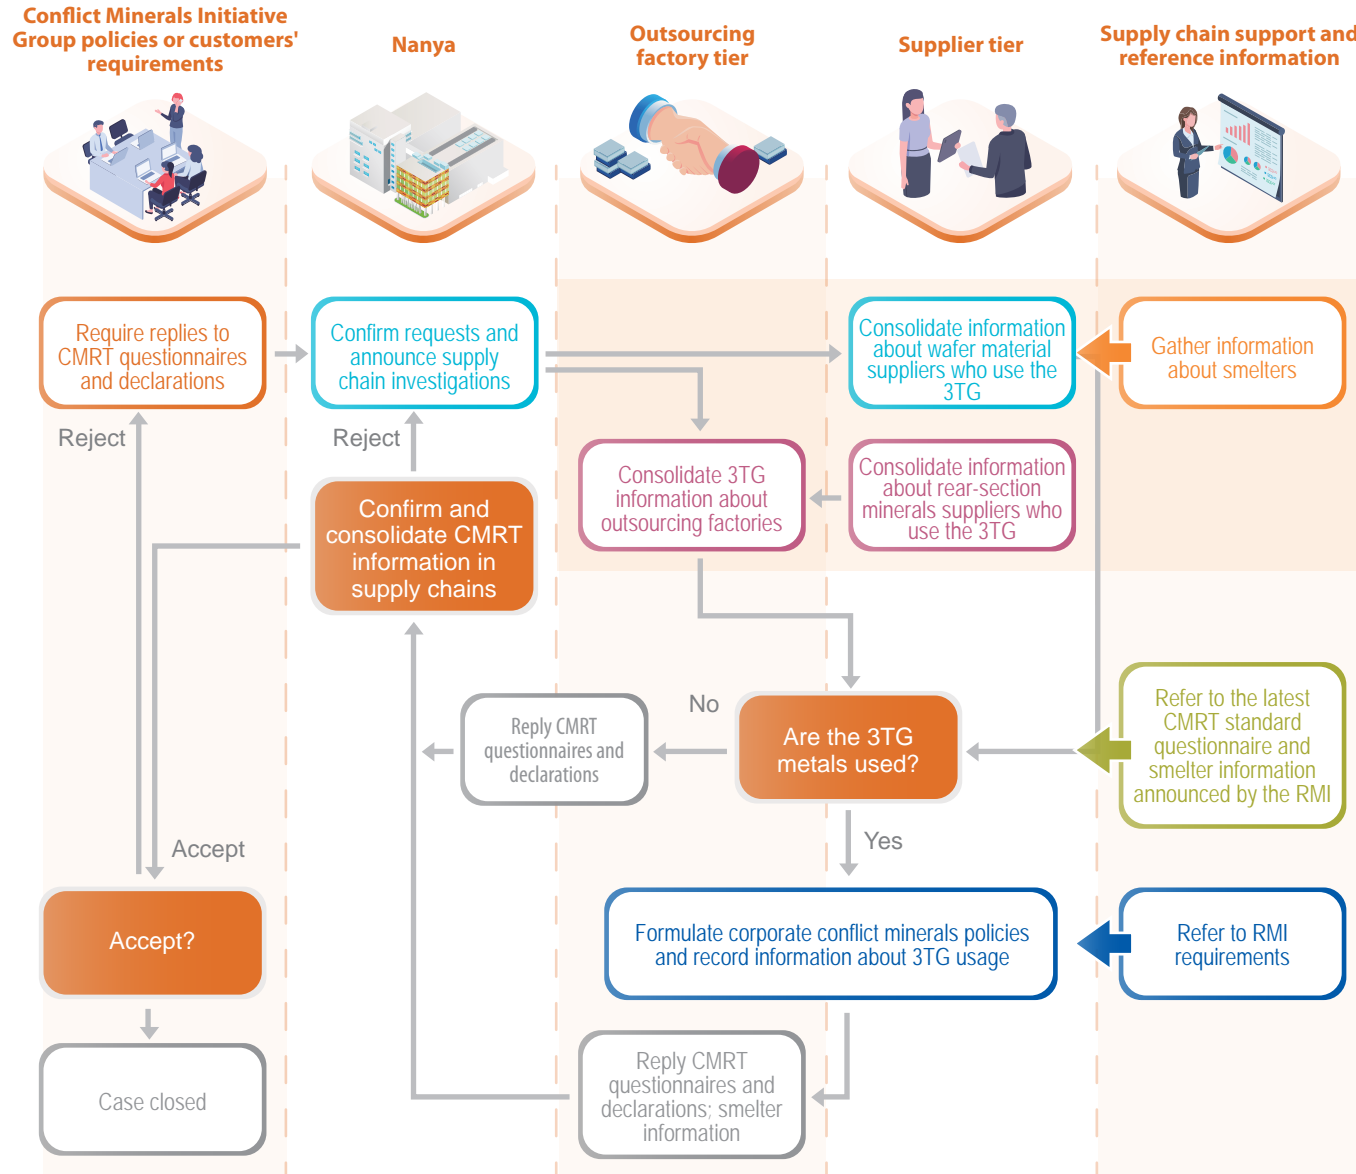 Conflict Minerals Initiative
Group policies or customers'
requirements
Nanya
Outsourcing
factory tier
Supplier tier
Supply chain support and
reference information
Require replies to
CMRT questionnaires
and declarations
Confirm requests and
announce supply
chain investigations
Consolidate information
about wafer material
suppliers who use the
3TG
Gather information
about smelters
Reject
Reject
Consolidate 3TG
information about
outsourcing factories
Consolidate information
about rear-section
minerals suppliers who
use the 3TG
Confirm and
consolidate CMRT
information in
supply chains
No
Reply CMRT
questionnaires and
declarations
Are the 3TG
metals used?
Refer to the latest
CMRT standard
questionnaire and
smelter information
announced by the RMI
Accept
Yes
Accept?
Formulate corporate conflict minerals policies
and record information about 3TG usage
Refer to RMI
requirements
Case closed
Reply CMRT
questionnaires and
declarations; smelter
information